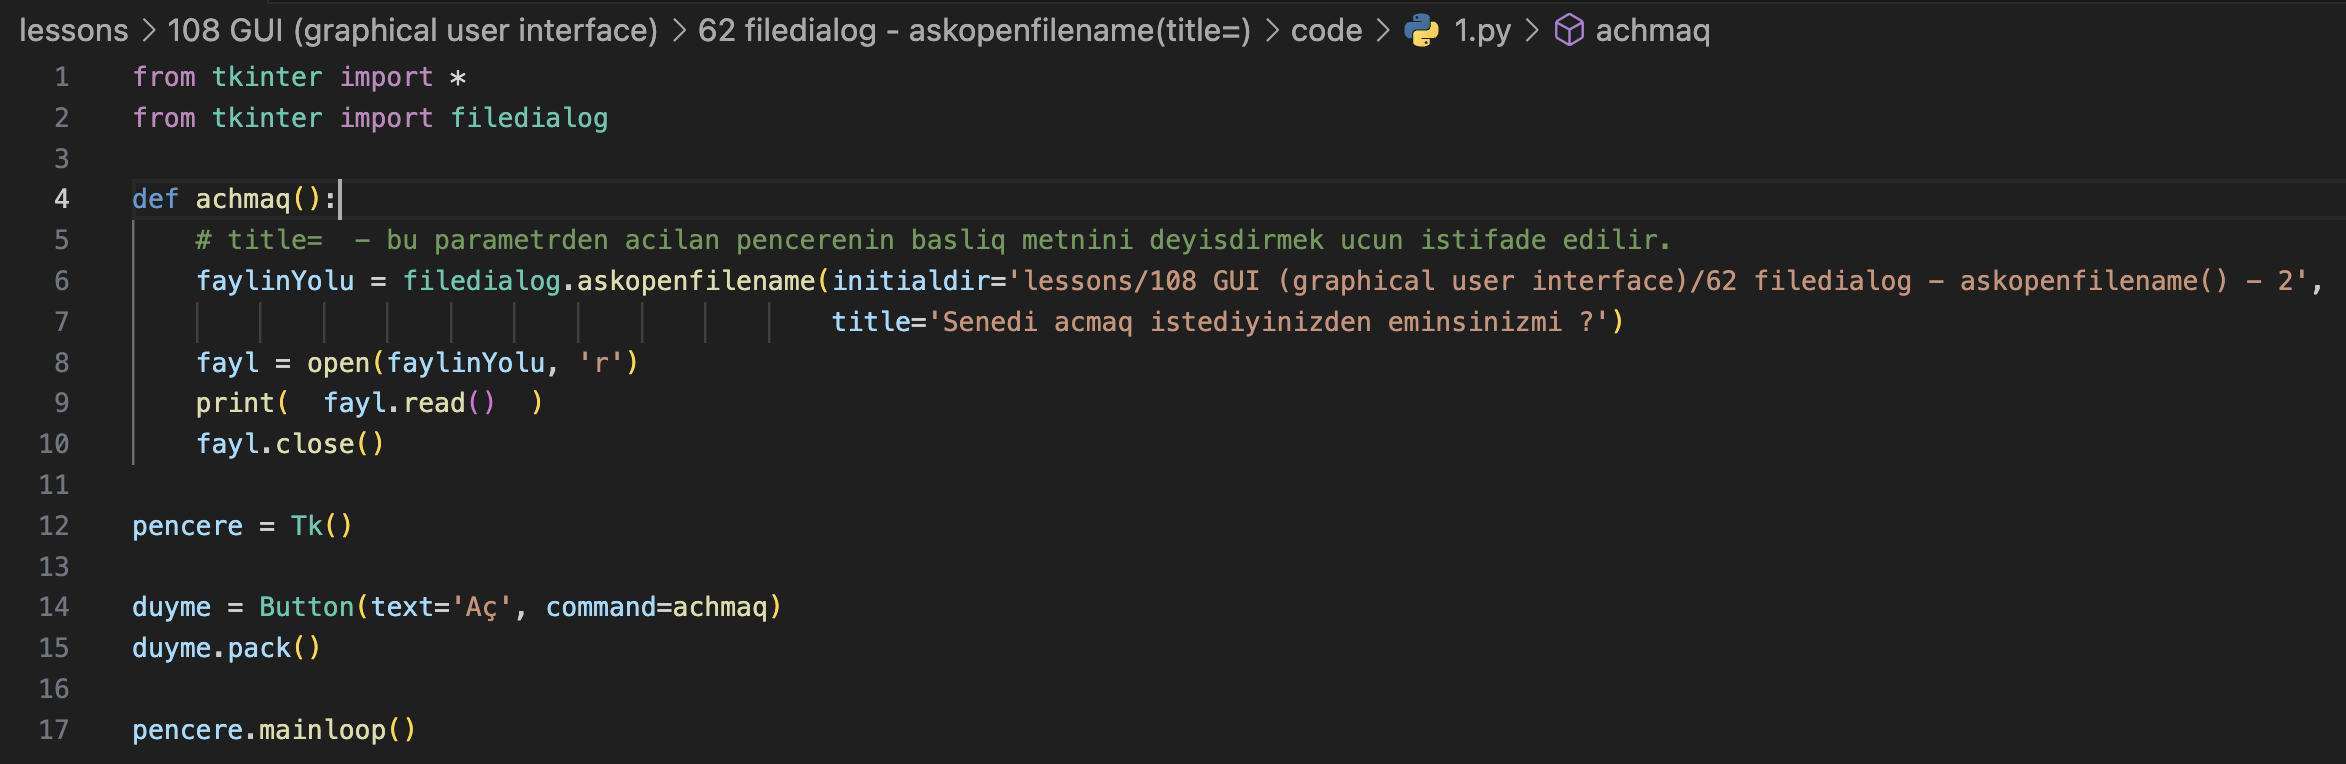 lessons > 108 GUI (graphical user interface) > 62 filedialog - askopenfilename(title=) > code > 1.py > achmaq
1 from tkinter import *
2 from tkinter import filedialog
3
4 def achmaq():
5     # title=  - bu parametrden acilan pencerenin basliq metnini deyisdirmek ucun istifade edilir.
6     faylinYolu = filedialog.askopenfilename(initialdir='lessons/108 GUI (graphical user interface)/62 filedialog - askopenfilename() - 2',
7                                             title='Senedi acmaq istediyinizden eminsinizmi ?')
8     fayl = open(faylinYolu, 'r')
9     print(  fayl.read()  )
10     fayl.close()
11
12 pencere = Tk()
13
14 duyme = Button(text='Aç', command=achmaq)
15 duyme.pack()
16
17 pencere.mainloop()